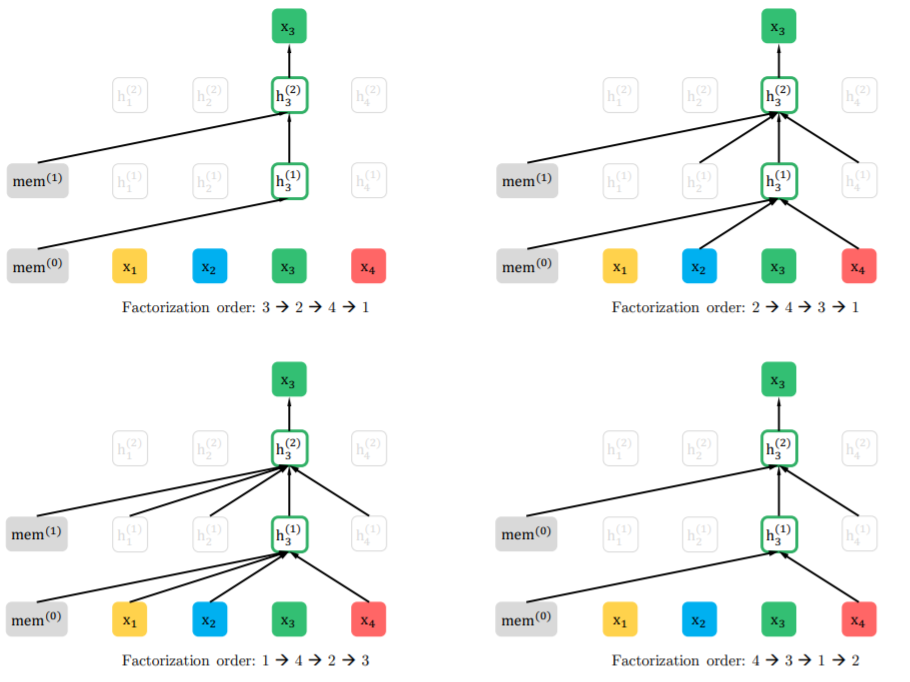 x₃ x₃
h₁⁽²⁾ h₂⁽²⁾ h₃⁽²⁾ h₄⁽²⁾ h₁⁽²⁾ h₂⁽²⁾ h₃⁽²⁾ h₄⁽²⁾
mem⁽¹⁾ h₁⁽¹⁾ h₂⁽¹⁾ h₃⁽¹⁾ h₄⁽¹⁾ mem⁽¹⁾ h₁⁽¹⁾ h₂⁽¹⁾ h₃⁽¹⁾ h₄⁽¹⁾
mem⁽⁰⁾ x₁ x₂ x₃ x₄ mem⁽⁰⁾ x₁ x₂ x₃ x₄
Factorization order: 3 → 2 → 4 → 1 Factorization order: 2 → 4 → 3 → 1
x₃ x₃
h₁⁽²⁾ h₂⁽²⁾ h₃⁽²⁾ h₄⁽²⁾ h₁⁽²⁾ h₂⁽²⁾ h₃⁽²⁾ h₄⁽²⁾
mem⁽¹⁾ h₁⁽¹⁾ h₂⁽¹⁾ h₃⁽¹⁾ h₄⁽¹⁾ mem⁽⁰⁾ h₁⁽¹⁾ h₂⁽¹⁾ h₃⁽¹⁾ h₄⁽¹⁾
mem⁽⁰⁾ x₁ x₂ x₃ x₄ mem⁽⁰⁾ x₁ x₂ x₃ x₄
Factorization order: 1 → 4 → 2 → 3 Factorization order: 4 → 3 → 1 → 2